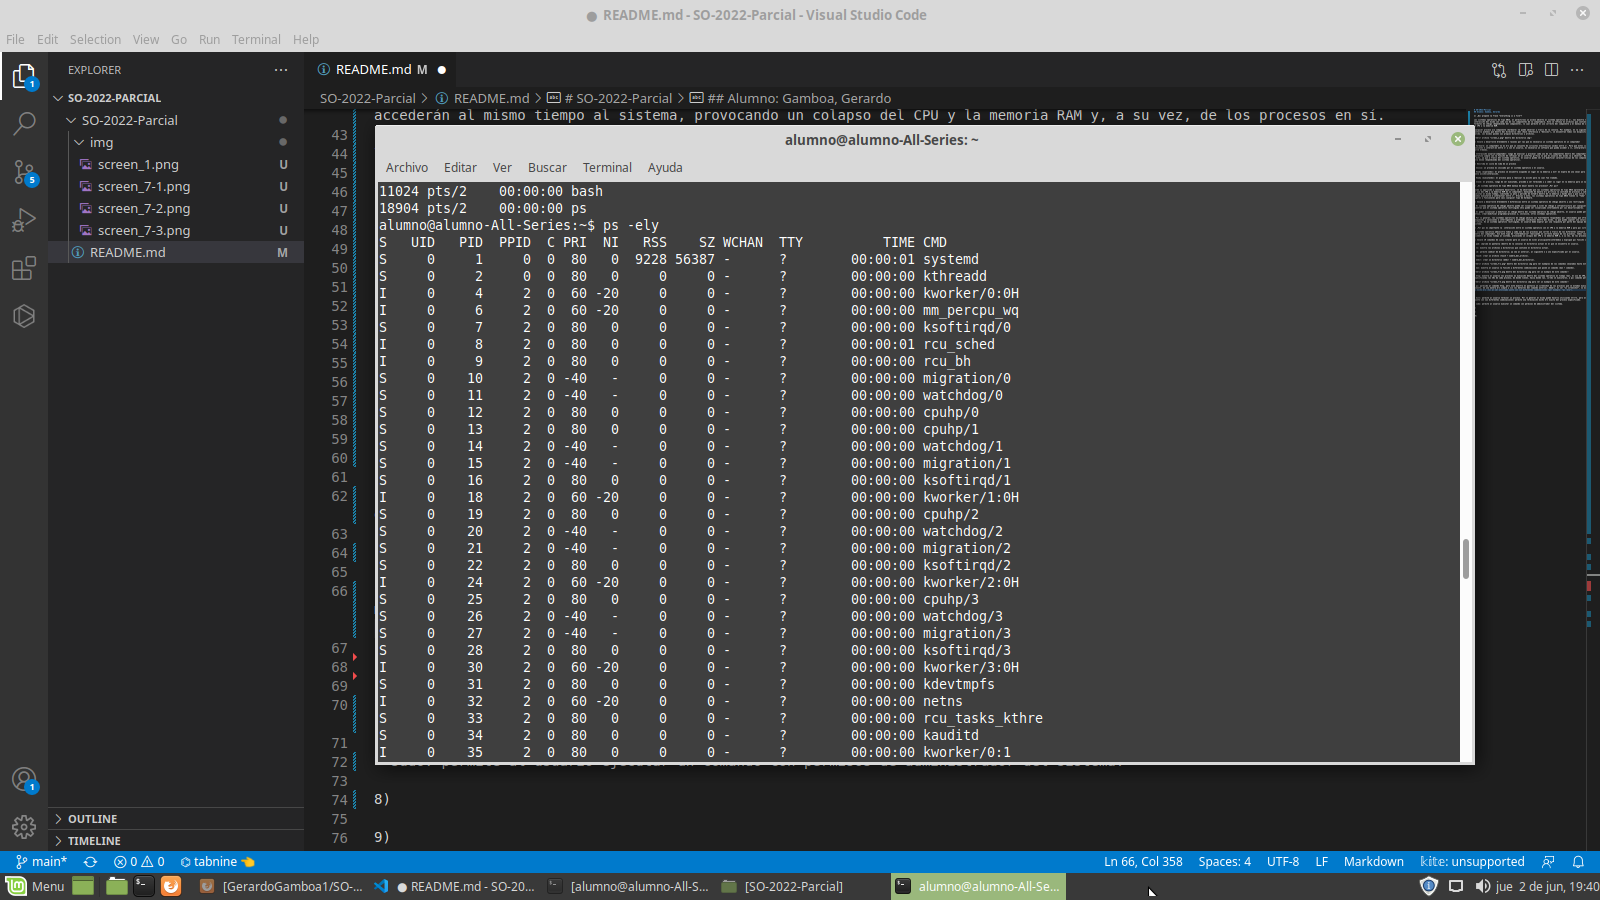 ● README.md - SO-2022-Parcial - Visual Studio Code
File Edit Selection View Go Run Terminal Help
EXPLORER
SO-2022-PARCIAL
SO-2022-Parcial
img
screen_1.png U
screen_7-1.png U
screen_7-2.png U
screen_7-3.png U
README.md M
OUTLINE
TIMELINE
README.md M ●
SO-2022-Parcial > README.md > # SO-2022-Parcial > ## Alumno: Gamboa, Gerardo
accederán al mismo tiempo al sistema, provocando un colapso del CPU y la memoria RAM y, a su vez, de los procesos en sí.
43
44
45
46
47
48
49
50
51
52
53
54
55
56
57
58
59
60
61
62
63
64
65
66
67
68
69
70
71
72
73
74 8)
75
76 9)
alumno@alumno-All-Series: ~
Archivo Editar Ver Buscar Terminal Ayuda
11024 pts/2 00:00:00 bash
18904 pts/2 00:00:00 ps
alumno@alumno-All-Series:~$ ps -ely
S UID PID PPID C PRI NI RSS SZ WCHAN TTY TIME CMD
S 0 1 0 0 80 0 9228 56387 - ? 00:00:01 systemd
S 0 2 0 0 80 0 0 0 - ? 00:00:00 kthreadd
I 0 4 2 0 60 -20 0 0 - ? 00:00:00 kworker/0:0H
I 0 6 2 0 60 -20 0 0 - ? 00:00:00 mm_percpu_wq
S 0 7 2 0 80 0 0 0 - ? 00:00:00 ksoftirqd/0
I 0 8 2 0 80 0 0 0 - ? 00:00:01 rcu_sched
I 0 9 2 0 80 0 0 0 - ? 00:00:00 rcu_bh
S 0 10 2 0 -40 - 0 0 - ? 00:00:00 migration/0
S 0 11 2 0 -40 - 0 0 - ? 00:00:00 watchdog/0
S 0 12 2 0 80 0 0 0 - ? 00:00:00 cpuhp/0
S 0 13 2 0 80 0 0 0 - ? 00:00:00 cpuhp/1
S 0 14 2 0 -40 - 0 0 - ? 00:00:00 watchdog/1
S 0 15 2 0 -40 - 0 0 - ? 00:00:00 migration/1
S 0 16 2 0 80 0 0 0 - ? 00:00:00 ksoftirqd/1
I 0 18 2 0 60 -20 0 0 - ? 00:00:00 kworker/1:0H
S 0 19 2 0 80 0 0 0 - ? 00:00:00 cpuhp/2
S 0 20 2 0 -40 - 0 0 - ? 00:00:00 watchdog/2
S 0 21 2 0 -40 - 0 0 - ? 00:00:00 migration/2
S 0 22 2 0 80 0 0 0 - ? 00:00:00 ksoftirqd/2
I 0 24 2 0 60 -20 0 0 - ? 00:00:00 kworker/2:0H
S 0 25 2 0 80 0 0 0 - ? 00:00:00 cpuhp/3
S 0 26 2 0 -40 - 0 0 - ? 00:00:00 watchdog/3
S 0 27 2 0 -40 - 0 0 - ? 00:00:00 migration/3
S 0 28 2 0 80 0 0 0 - ? 00:00:00 ksoftirqd/3
I 0 30 2 0 60 -20 0 0 - ? 00:00:00 kworker/3:0H
S 0 31 2 0 80 0 0 0 - ? 00:00:00 kdevtmpfs
I 0 32 2 0 60 -20 0 0 - ? 00:00:00 netns
S 0 33 2 0 80 0 0 0 - ? 00:00:00 rcu_tasks_kthre
S 0 34 2 0 80 0 0 0 - ? 00:00:00 kauditd
I 0 35 2 0 80 0 0 0 - ? 00:00:00 kworker/0:1
main* 0 0 tabnine Ln 66, Col 358 Spaces: 4 UTF-8 LF Markdown kite: unsupported
Menu [GerardoGamboa1/SO-... ● README.md - SO-20... [alumno@alumno-All-S... [SO-2022-Parcial] alumno@alumno-All-Se... jue 2 de jun, 19:40